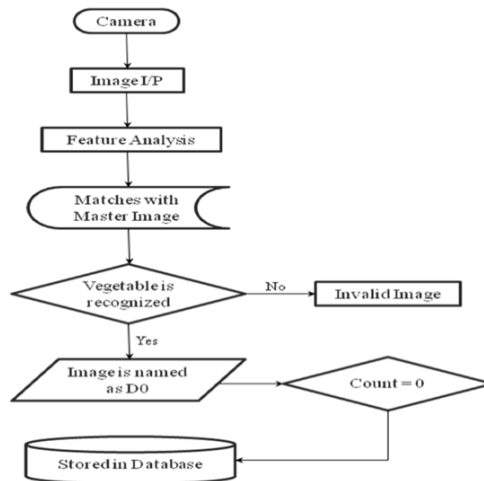 Camera
Image I/P
Feature Analysis
Matches with
Master Image
Vegetable is
recognized
No
Invalid Image
Yes
Image is named
as D0
Count = 0
Stored in Database